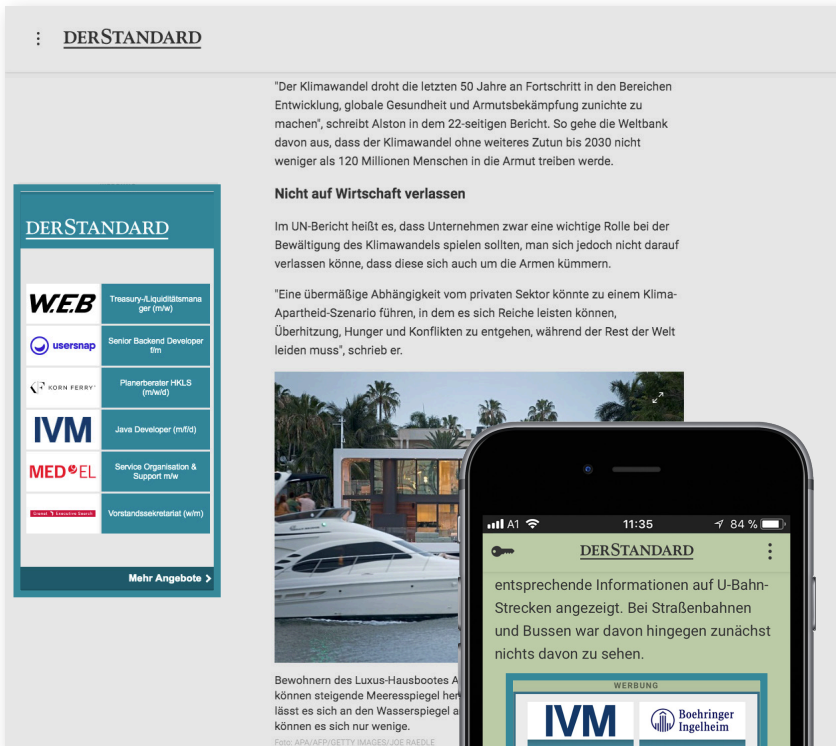 DERSTANDARD
"Der Klimawandel droht die letzten 50 Jahre an Fortschritt in den Bereichen
Entwicklung, globale Gesundheit und Armutsbekämpfung zunichte zu
machen", schreibt Alston in dem 22-seitigen Bericht. So gehe die Weltbank
davon aus, dass der Klimawandel ohne weiteres Zutun bis 2030 nicht
weniger als 120 Millionen Menschen in die Armut treiben werde.
Nicht auf Wirtschaft verlassen
Im UN-Bericht heißt es, dass Unternehmen zwar eine wichtige Rolle bei der
Bewältigung des Klimawandels spielen sollten, man sich jedoch nicht darauf
verlassen könne, dass diese sich auch um die Armen kümmern.
"Eine übermäßige Abhängigkeit vom privaten Sektor könnte zu einem Klima-
Apartheid-Szenario führen, in dem es sich Reiche leisten können,
Überhitzung, Hunger und Konflikten zu entgehen, während der Rest der Welt
leiden muss", schrieb er.
DERSTANDARD
W.E.B
Treasury-/Liquiditätsmana
ger (m/w)
usersnap
Senior Backend Developer
f/m
KORN FERRY
Planerberater HKLS
(m/w/d)
IVM
Java Developer (m/f/d)
MED EL
Service Organisation &
Support m/w
Executive Search
Vorstandssekretariat (w/m)
Mehr Angebote >
Bewohnern des Luxus-Hausbootes A
können steigende Meeresspiegel her
lässt es sich an den Wasserspiegel a
können es sich nur wenige.
Foto: APA/AFP/GETTY IMAGES/JOE RAEDLE
A1
11:35
84 %
DERSTANDARD
entsprechende Informationen auf U-Bahn-
Strecken angezeigt. Bei Straßenbahnen
und Bussen war davon hingegen zunächst
nichts davon zu sehen.
WERBUNG
IVM
Boehringer
Ingelheim